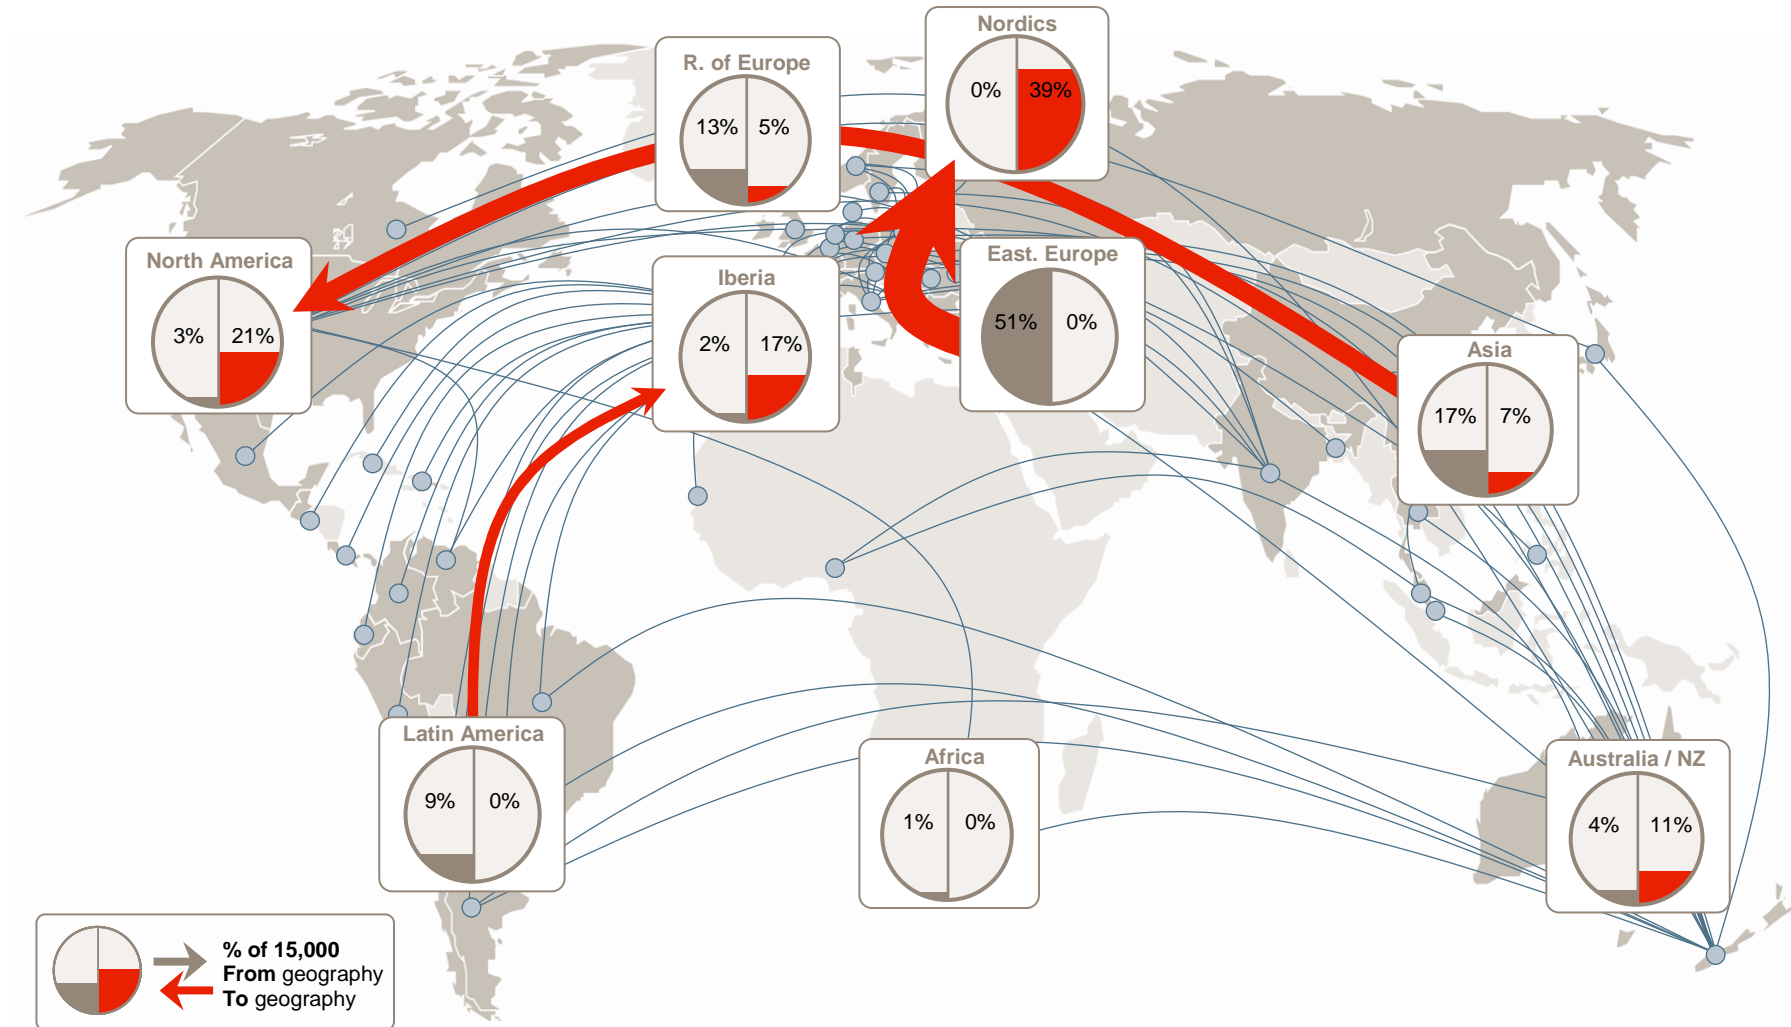 Nordics
0% 39%
R. of Europe
13% 5%
North America
3% 21%
Iberia
2% 17%
East. Europe
51% 0%
Asia
17% 7%
Latin America
9% 0%
Africa
1% 0%
Australia / NZ
4% 11%
% of 15,000
From geography
To geography